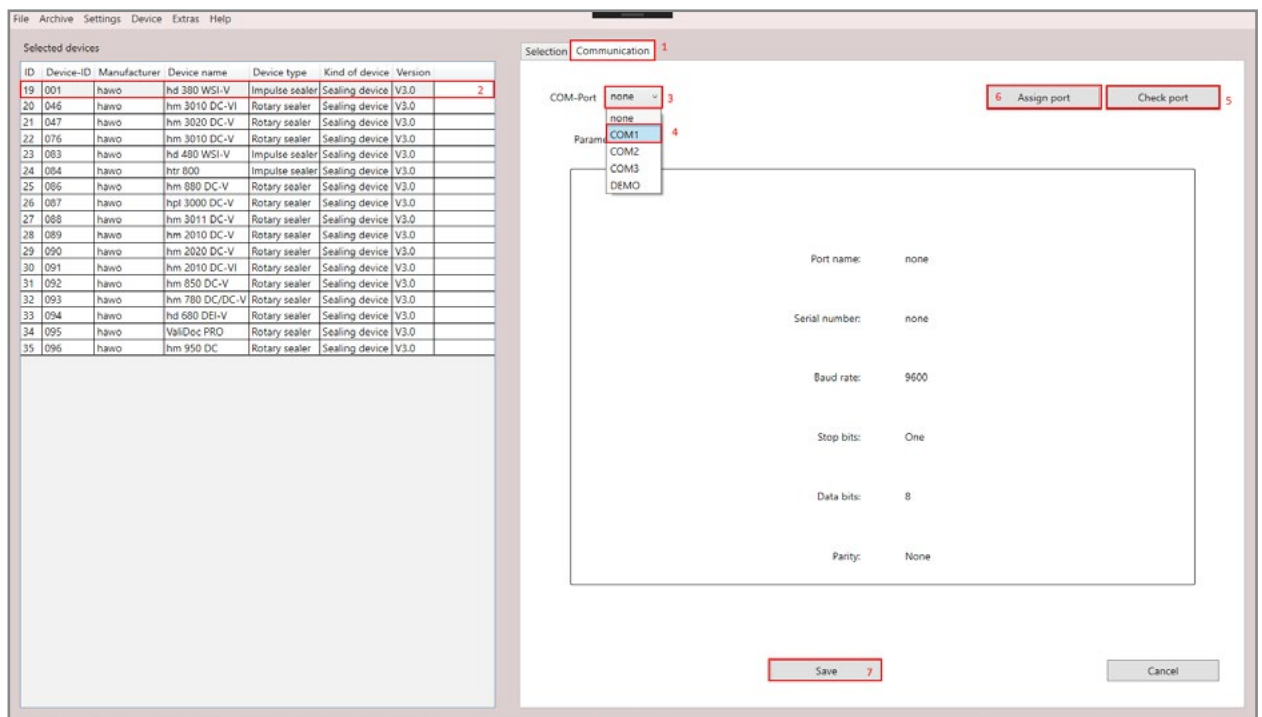 File Archive Settings Device Extras Help
Selected devices
ID Device-ID Manufacturer Device name Device type Kind of device Version
19 001 hawo hd 380 WSI-V Impulse sealer Sealing device V3.0 2
20 046 hawo hm 3010 DC-VI Rotary sealer Sealing device V3.0
21 047 hawo hm 3020 DC-V Rotary sealer Sealing device V3.0
22 076 hawo hm 3010 DC-V Rotary sealer Sealing device V3.0
23 083 hawo hd 480 WSI-V Impulse sealer Sealing device V3.0
24 084 hawo htr 800 Impulse sealer Sealing device V3.0
25 086 hawo hm 880 DC-V Rotary sealer Sealing device V3.0
26 087 hawo hpl 3000 DC-V Rotary sealer Sealing device V3.0
27 088 hawo hm 3011 DC-V Rotary sealer Sealing device V3.0
28 089 hawo hm 2010 DC-V Rotary sealer Sealing device V3.0
29 090 hawo hm 2020 DC-V Rotary sealer Sealing device V3.0
30 091 hawo hm 2010 DC-VI Rotary sealer Sealing device V3.0
31 092 hawo hm 850 DC-V Rotary sealer Sealing device V3.0
32 093 hawo hm 780 DC/DC-V Rotary sealer Sealing device V3.0
33 094 hawo hd 680 DEI-V Rotary sealer Sealing device V3.0
34 095 hawo ValiDoc PRO Rotary sealer Sealing device V3.0
35 096 hawo hm 950 DC Rotary sealer Sealing device V3.0
Selection Communication 1
COM-Port none 3
6 Assign port Check port 5
none
Parame COM1 4
COM2
COM3
DEMO
Port name: none
Serial number: none
Baud rate: 9600
Stop bits: One
Data bits: 8
Parity: None
Save 7 Cancel